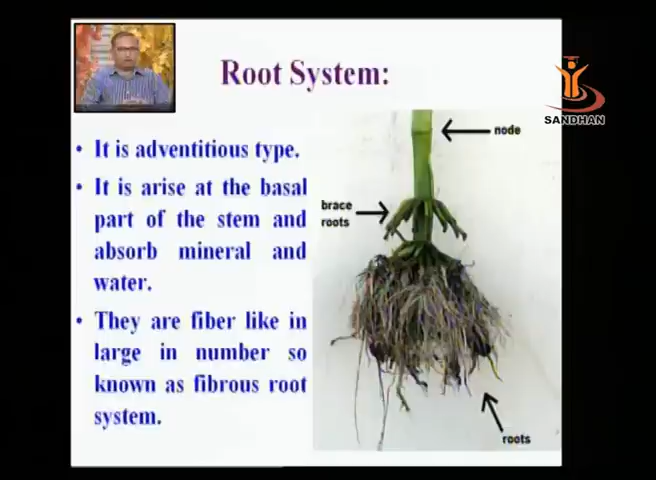 Root System:
SANDHAN
• It is adventitious type.
• It is arise at the basal
part of the stem and
absorb mineral and
water.
• They are fiber like in
large in number so
known as fibrous root
system.
node
brace
roots
roots